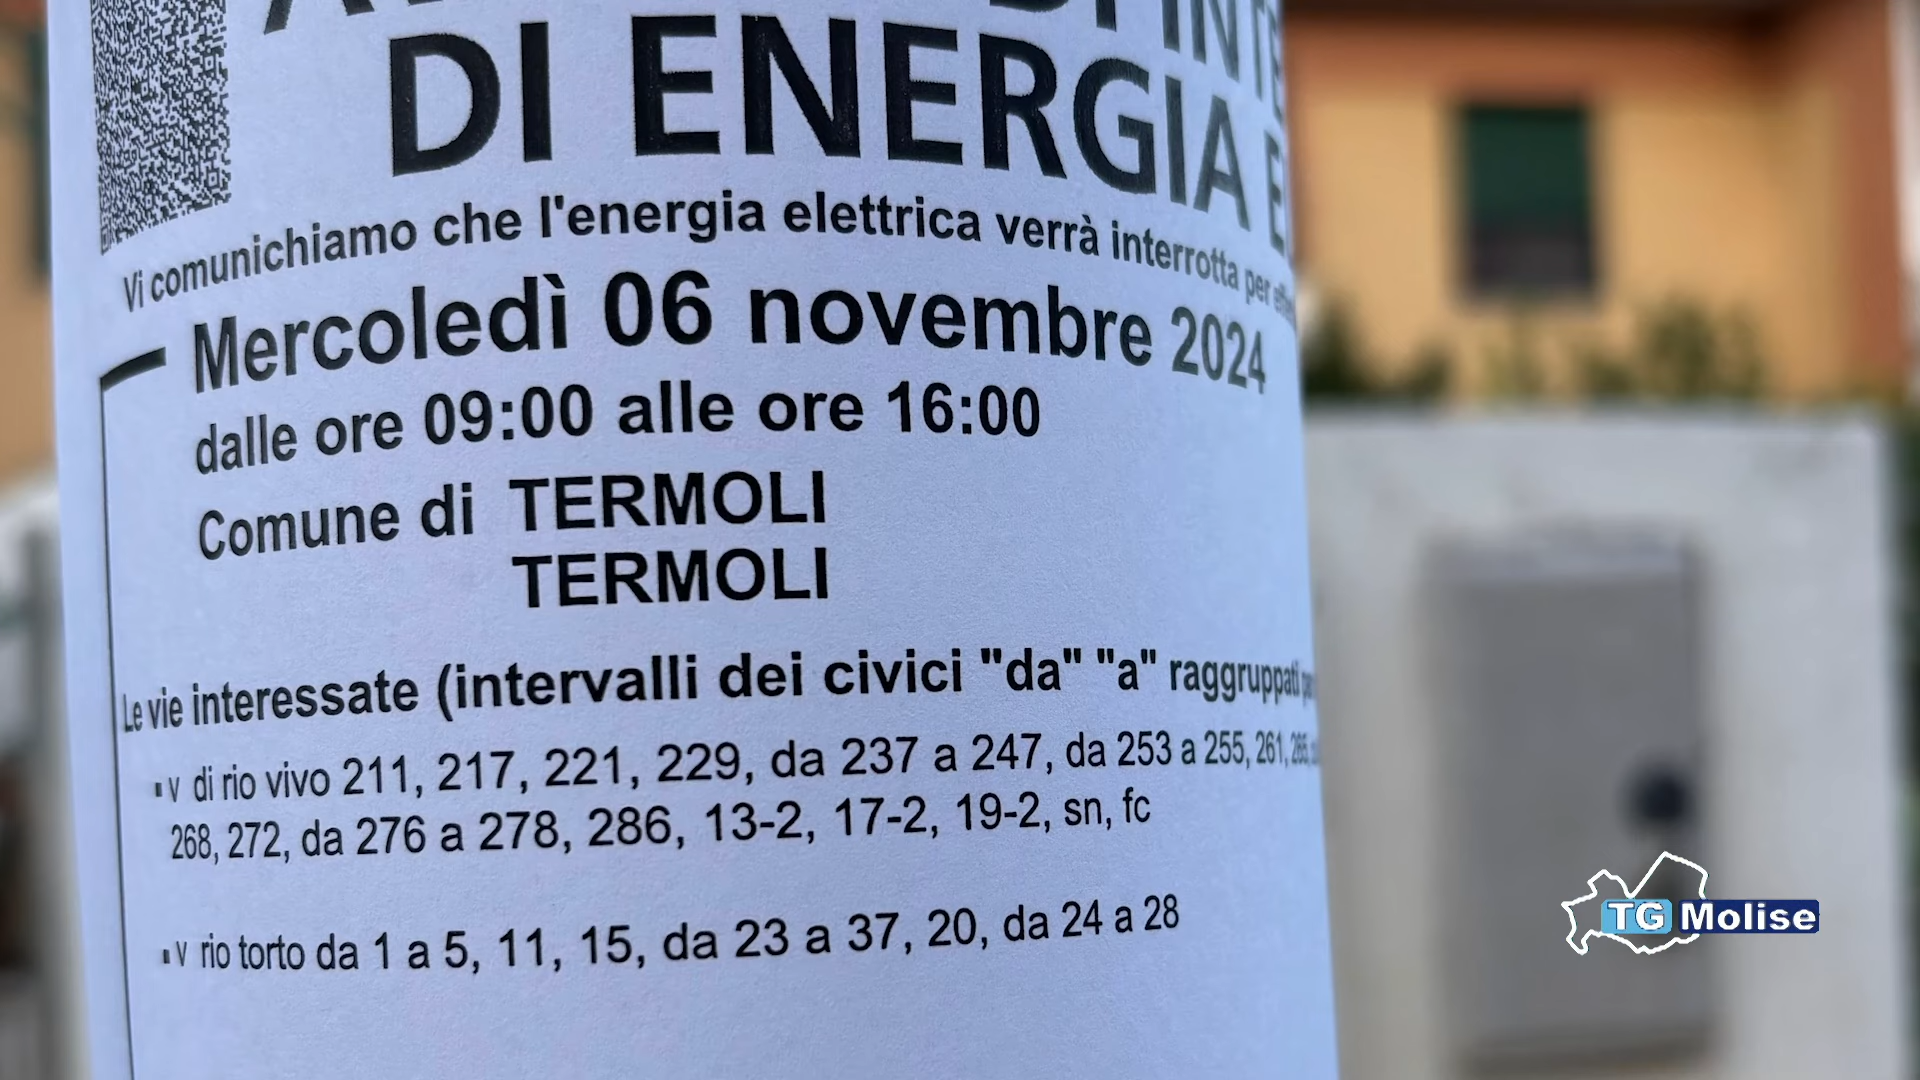 DI ENERGIA
Vi comunichiamo che l'energia elettrica verrà interrotta per
Mercoledì 06 novembre 2024
dalle ore 09:00 alle ore 16:00
Comune di TERMOLI
TERMOLI
Le vie interessate (intervalli dei civici "da" "a" raggruppati
▪ v di rio vivo 211, 217, 221, 229, da 237 a 247, da 253 a 255, 261, 265,
268, 272, da 276 a 278, 286, 13-2, 17-2, 19-2, sn, fc
▪ v rio torto da 1 a 5, 11, 15, da 23 a 37, 20, da 24 a 28
TG Molise